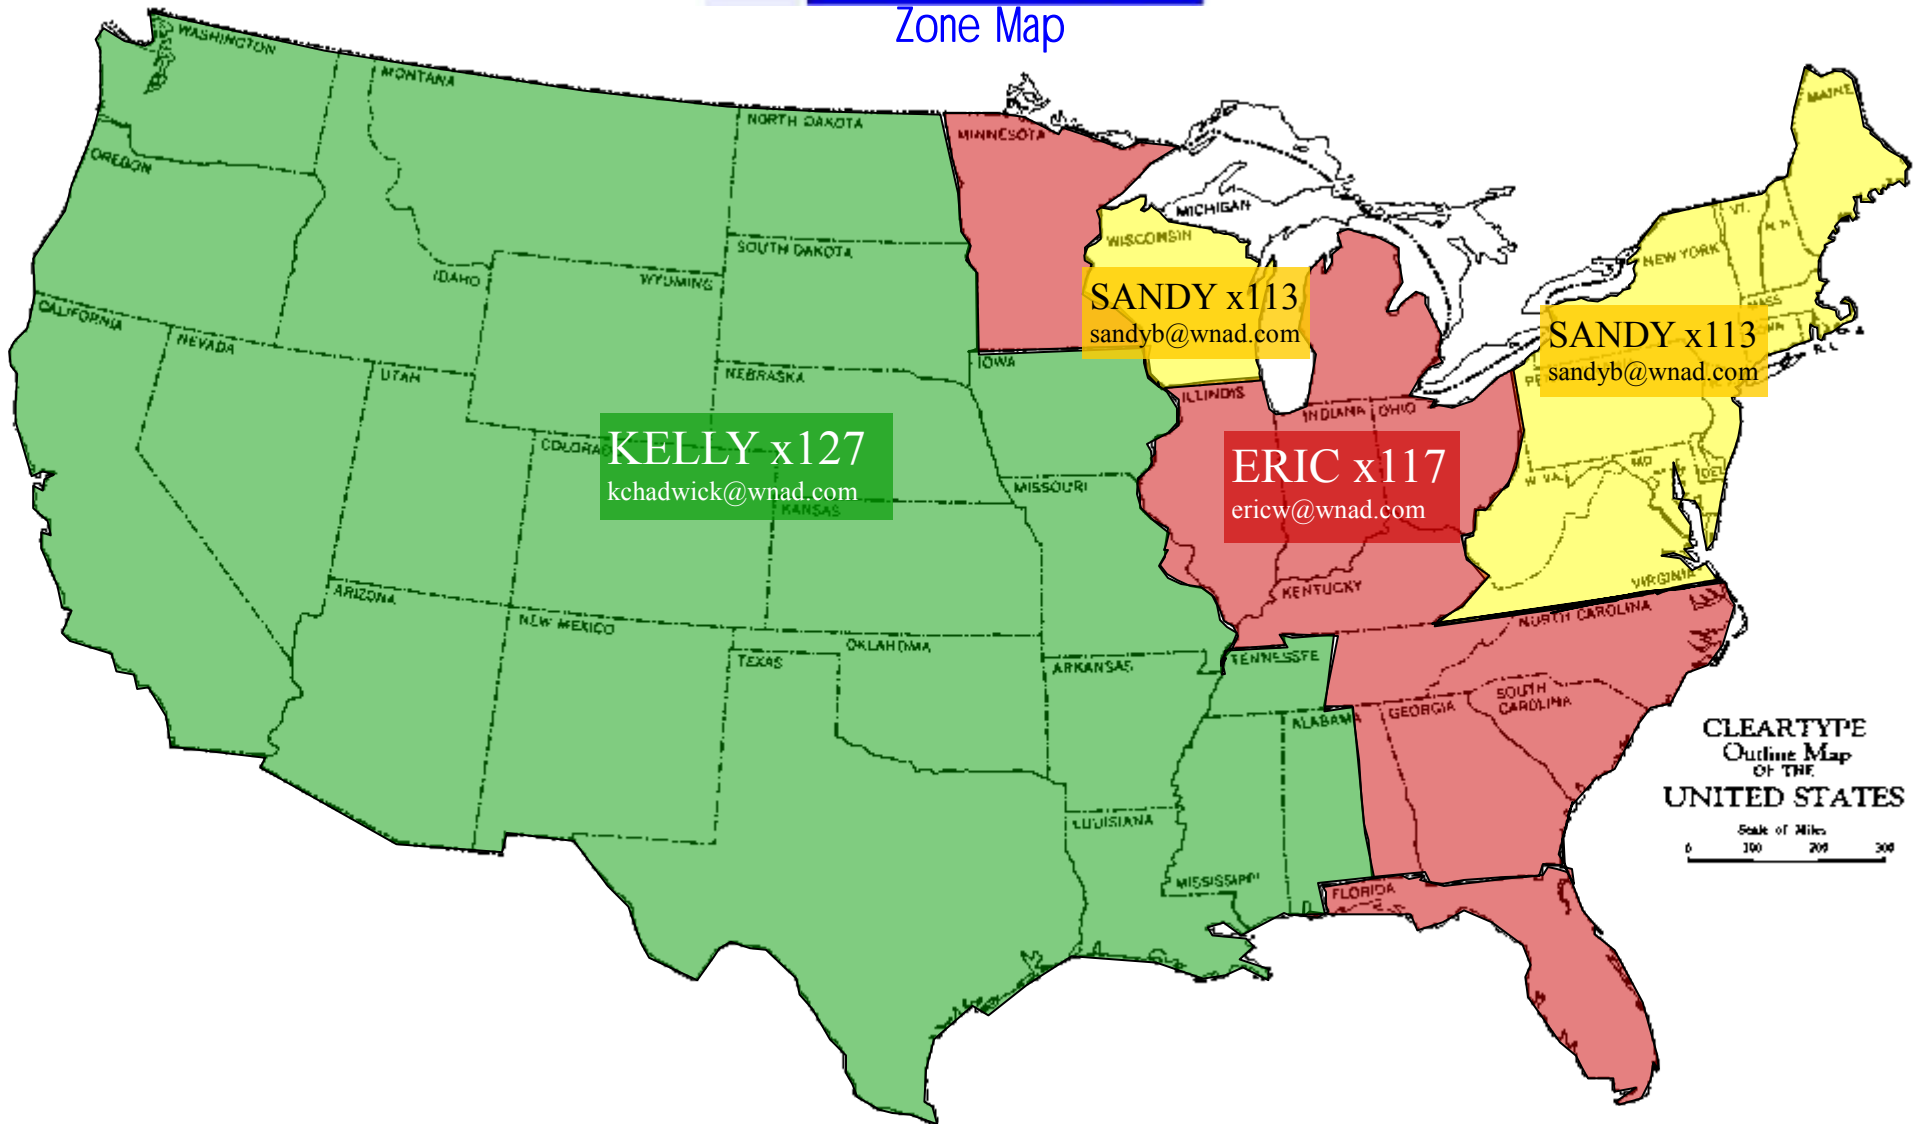 Zone Map
WASHINGTON
MONTANA
NORTH DAKOTA
MINNESOTA
MAINE
OREGON
IDAHO
WYOMING
SOUTH DAKOTA
WISCONSIN
MICHIGAN
NEW YORK
VT.
N H
MASS
R. I.
CALIFORNIA
NEVADA
UTAH
NEBRASKA
IOWA
ILLINOIS
INDIANA
OHIO
SANDY x113
sandyb@wnad.com
SANDY x113
sandyb@wnad.com
KELLY x127
kchadwick@wnad.com
ERIC x117
ericw@wnad.com
KANSAS
MISSOURI
W VA.
MD
DEL
VIRGINIA
KENTUCKY
NORTH CAROLINA
ARIZONA
NEW MEXICO
TEXAS
OKLAHOMA
ARKANSAS
TENNESSEE
SOUTH
CAROLINA
ALABAMA
GEORGIA
LOUISIANA
MISSISSIPPI
FLORIDA
CLEARTYPE
Outline Map
OF THE
UNITED STATES
Scale of Miles
0 100 200 300